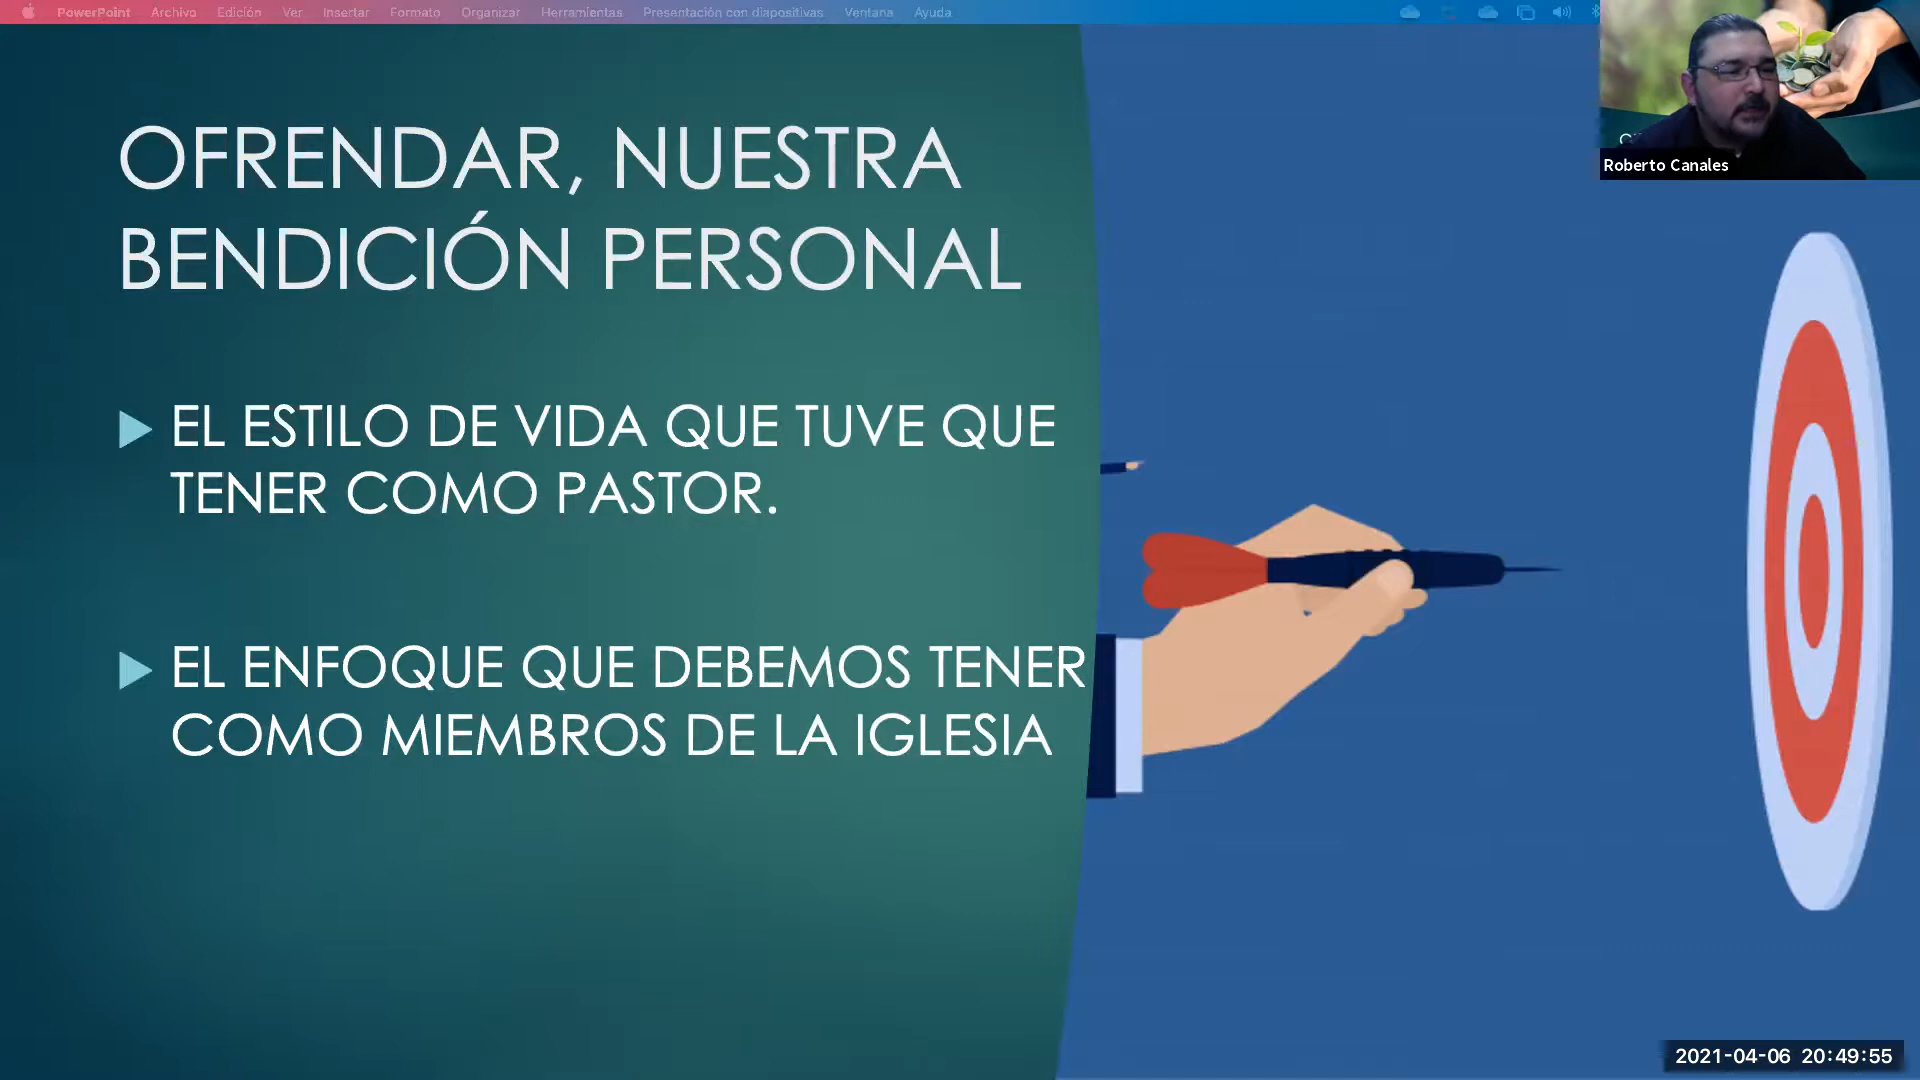 PowerPoint Archivo Edición Ver Insertar Formato Organizar Herramientas Presentación con diapositivas Ventana Ayuda
OFRENDAR, NUESTRA
BENDICIÓN PERSONAL
EL ESTILO DE VIDA QUE TUVE QUE
TENER COMO PASTOR.
EL ENFOQUE QUE DEBEMOS TENER
COMO MIEMBROS DE LA IGLESIA
Roberto Canales
2021-04-06 20:49:55